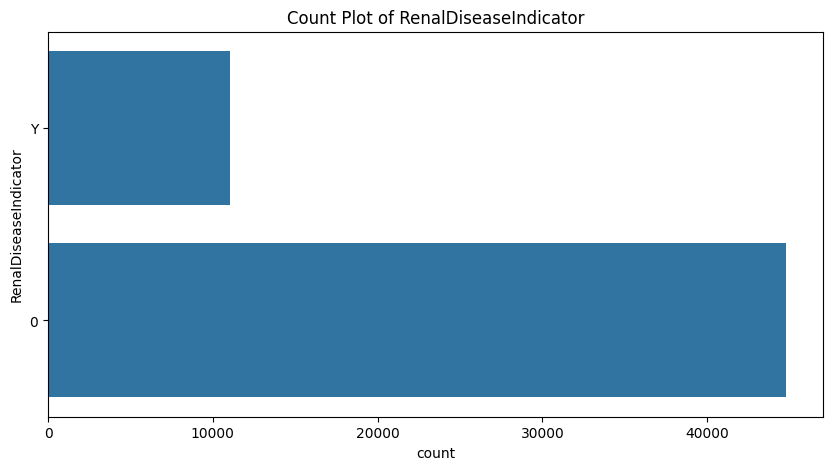 Count Plot of RenalDiseaseIndicator
RenalDiseaseIndicator
Y
0
0 10000 20000 30000 40000
count